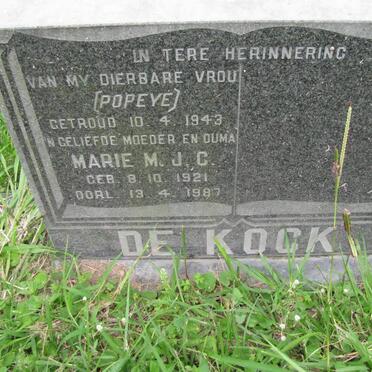 IN TERE HERINNERING
VAN MY DIERBARE VROU
(POPEYE)
GETROUD 10. 4. 1943
'N GELIEFDE MOEDER EN OUMA
MARIE M. J. C.
GEB. 8. 10. 1921
OORL. 13. 4. 1987
DE KOCK